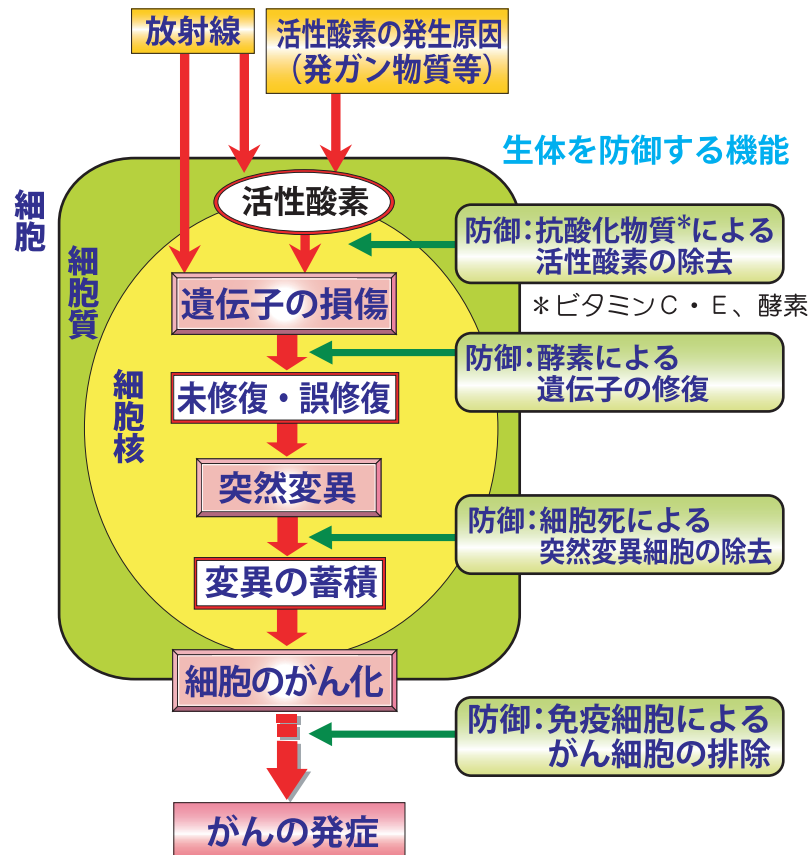 放射線
活性酸素の発生原因
（発ガン物質等）
生体を防御する機能
細胞
細胞質
細胞核
活性酸素
防御：抗酸化物質*による
活性酸素の除去
＊ビタミンＣ・Ｅ、酵素
遺伝子の損傷
防御：酵素による
遺伝子の修復
未修復・誤修復
突然変異
防御：細胞死による
突然変異細胞の除去
変異の蓄積
細胞のがん化
防御：免疫細胞による
がん細胞の排除
がんの発症